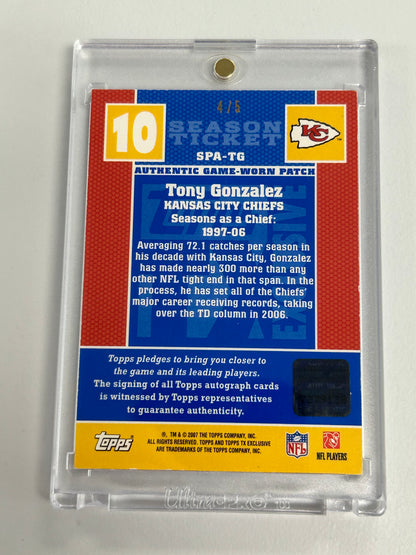 4/5
10
SEASON
TICKET
KC
SPA-TG
AUTHENTIC GAME-WORN PATCH
Tony Gonzalez
KANSAS CITY CHIEFS
Seasons as a Chief:
1997-06
Averaging 72.1 catches per season in
his decade with Kansas City, Gonzalez
has made nearly 300 more than any
other NFL tight end in that span. In the
process, he has set all of the Chiefs'
major career receiving records, taking
over the TD column in 2006.
Topps pledges to bring you closer to
the game and its leading players.
The signing of all Topps autograph cards
is witnessed by Topps representatives
to guarantee authenticity.
Topps
®, TM & © 2007 THE TOPPS COMPANY, INC.
ALL RIGHTS RESERVED. TOPPS AND TOPPS TX EXCLUSIVE
ARE TRADEMARKS OF THE TOPPS COMPANY, INC.
NFL
NFL PLAYERS